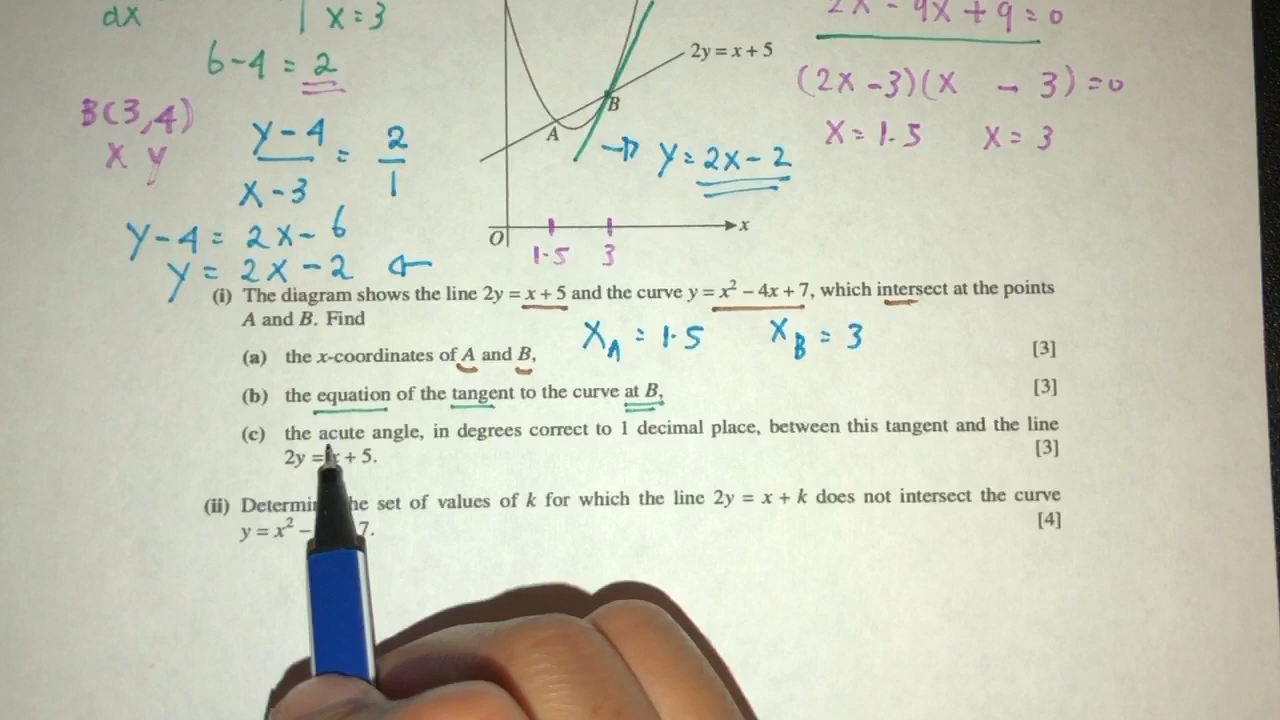 dx | x = 3
6-4 = 2
B(3,4)
x y
y-4 / x-3 = 2/1
y-4 = 2x-6
y = 2x-2 ←
2y = x + 5
A
B
→ y = 2x-2
O
x
1.5 3
9x + 9 = 0
(2x-3)(x - 3) = 0
x = 1.5 x = 3
(i) The diagram shows the line 2y = x + 5 and the curve y = x² − 4x + 7, which intersect at the points
A and B. Find
x_A = 1.5 x_B = 3
(a) the x-coordinates of A and B, [3]
(b) the equation of the tangent to the curve at B, [3]
(c) the acute angle, in degrees correct to 1 decimal place, between this tangent and the line
2y = + 5. [3]
(ii) the set of values of k for which the line 2y = x + k does not intersect the curve
y = x² − 7. [4]